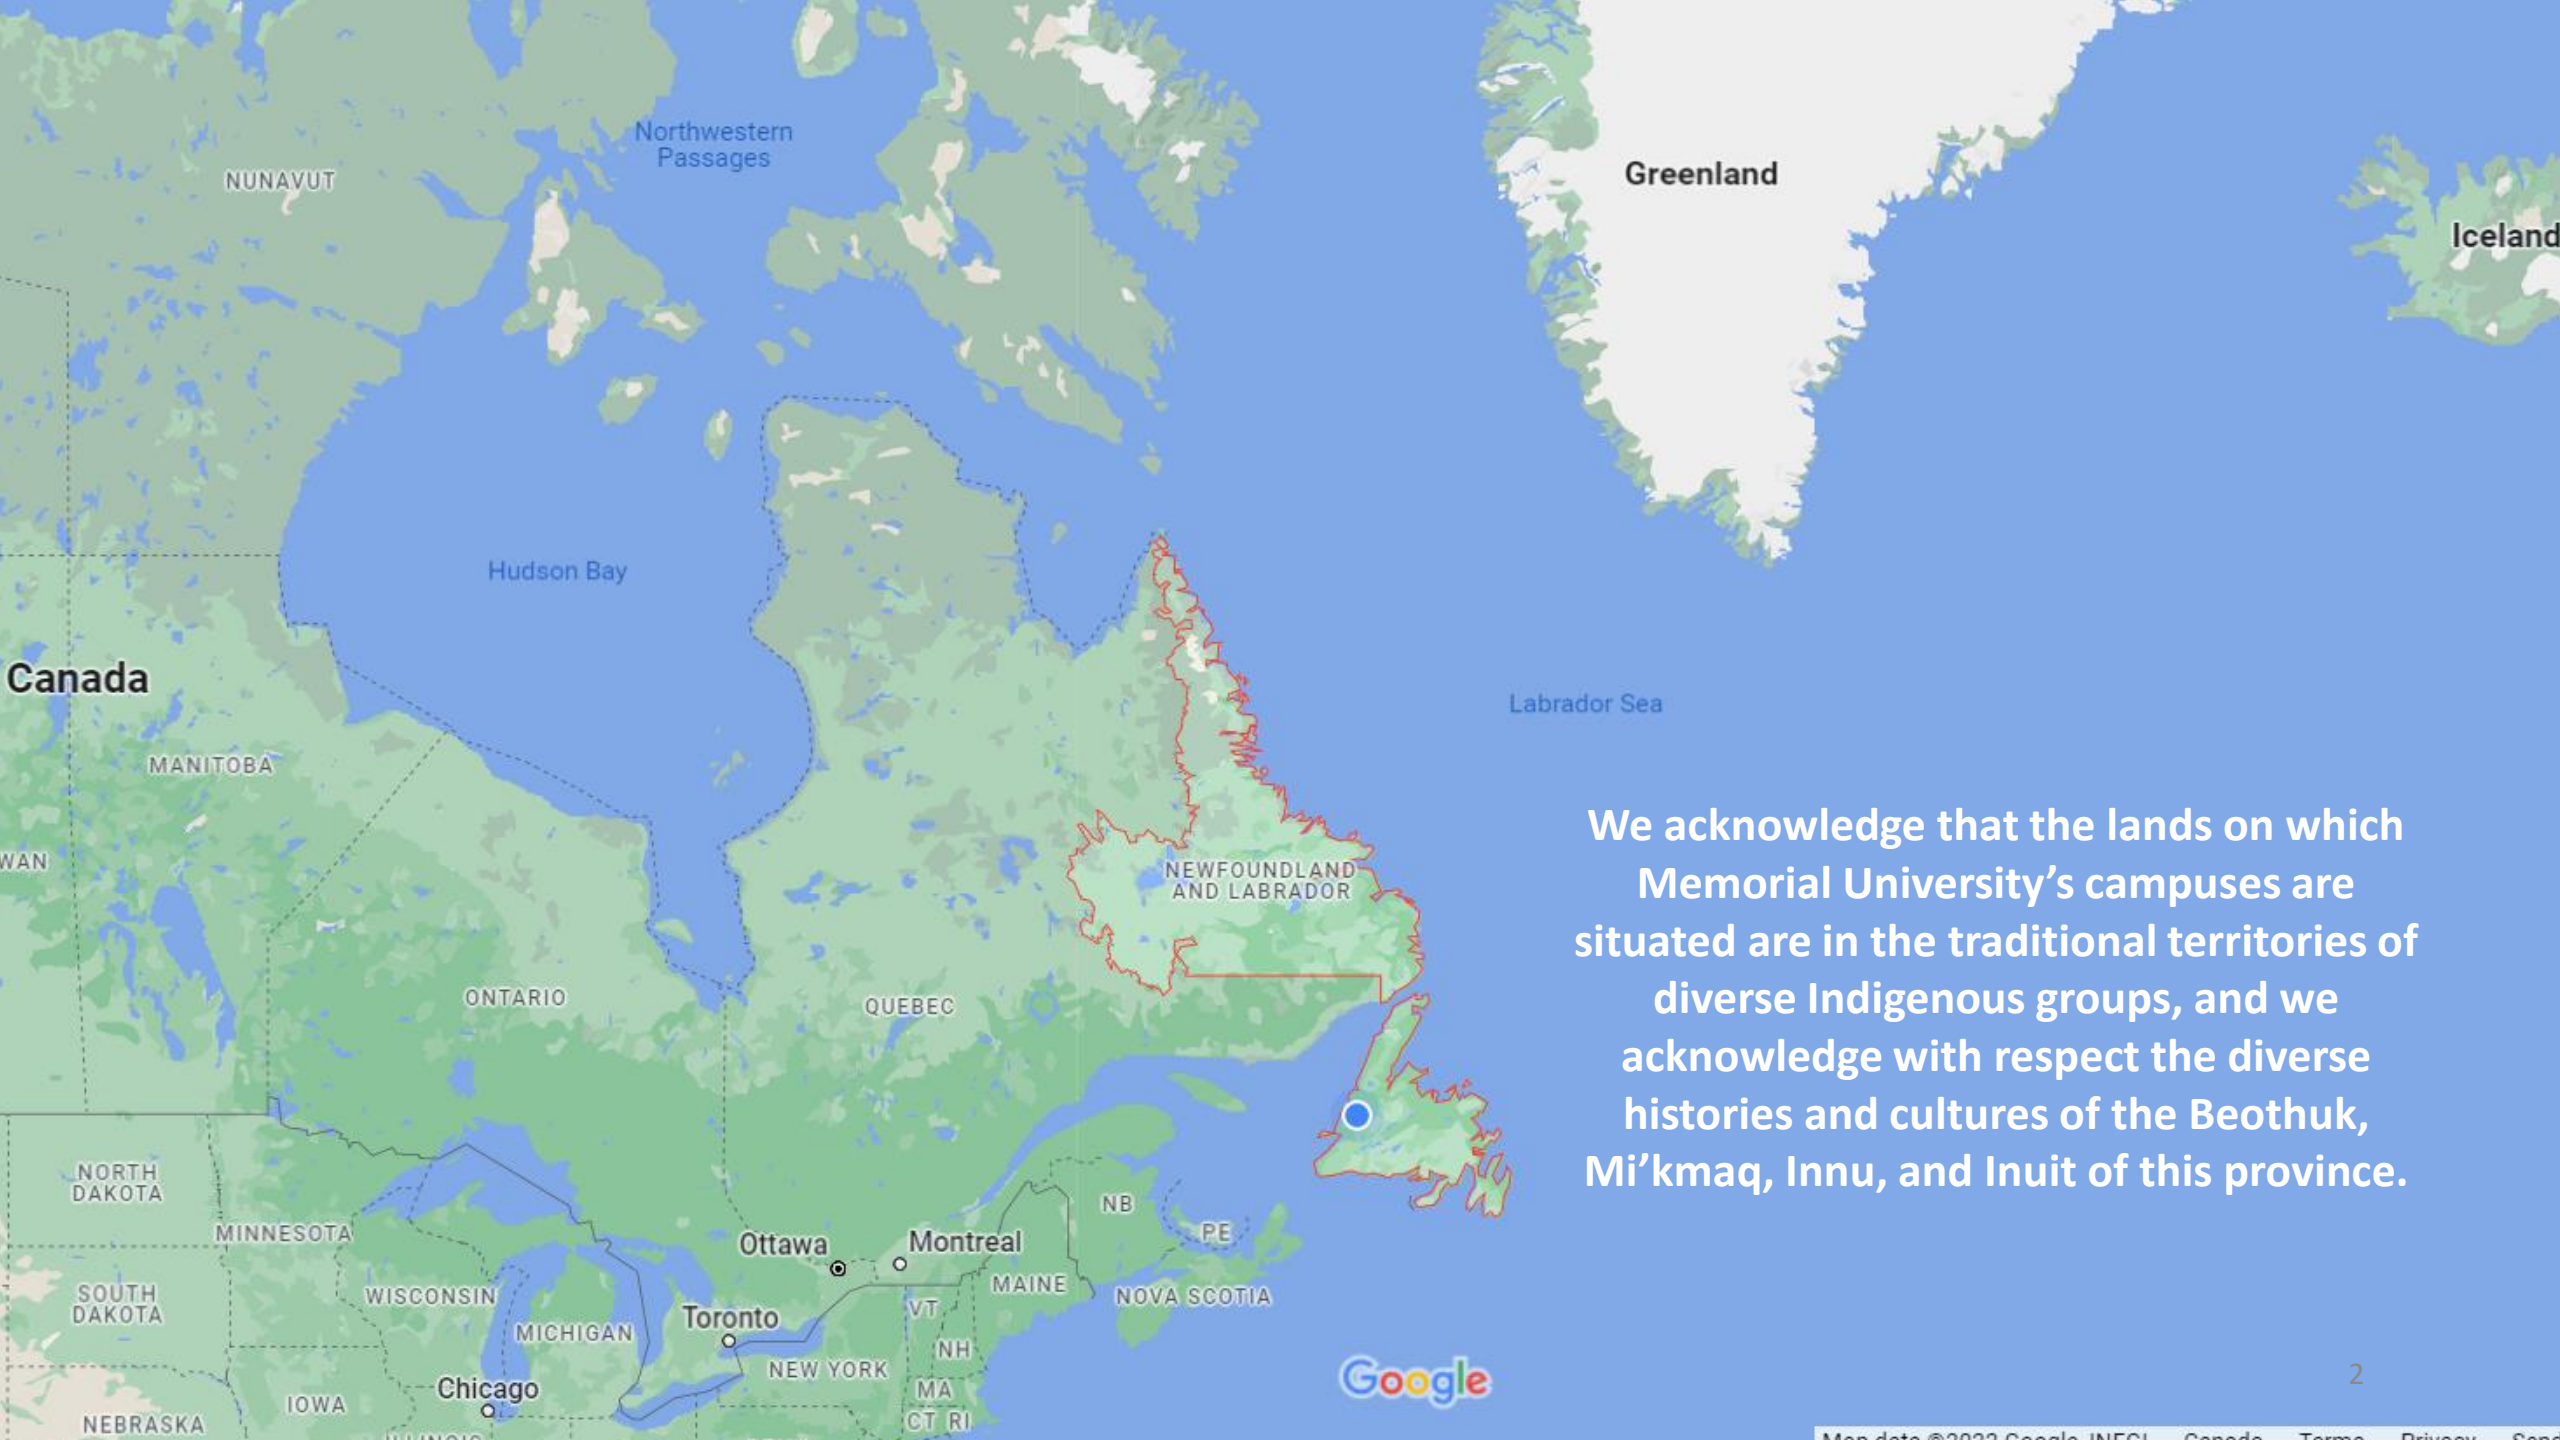 Northwestern
Passages
NUNAVUT
Greenland
Iceland
Hudson Bay
Canada
Labrador Sea
MANITOBA
We acknowledge that the lands on which
Memorial University’s campuses are
situated are in the traditional territories of
diverse Indigenous groups, and we
acknowledge with respect the diverse
histories and cultures of the Beothuk,
Mi’kmaq, Innu, and Inuit of this province.
WAN
NEWFOUNDLAND
AND LABRADOR
ONTARIO
QUEBEC
NORTH
DAKOTA
NB
MINNESOTA
PE
Ottawa
Montreal
MAINE
SOUTH
DAKOTA
WISCONSIN
NOVA SCOTIA
VT
Toronto
MICHIGAN
NH
NEW YORK
Google
2
Chicago
MA
IOWA
CT RI
NEBRASKA